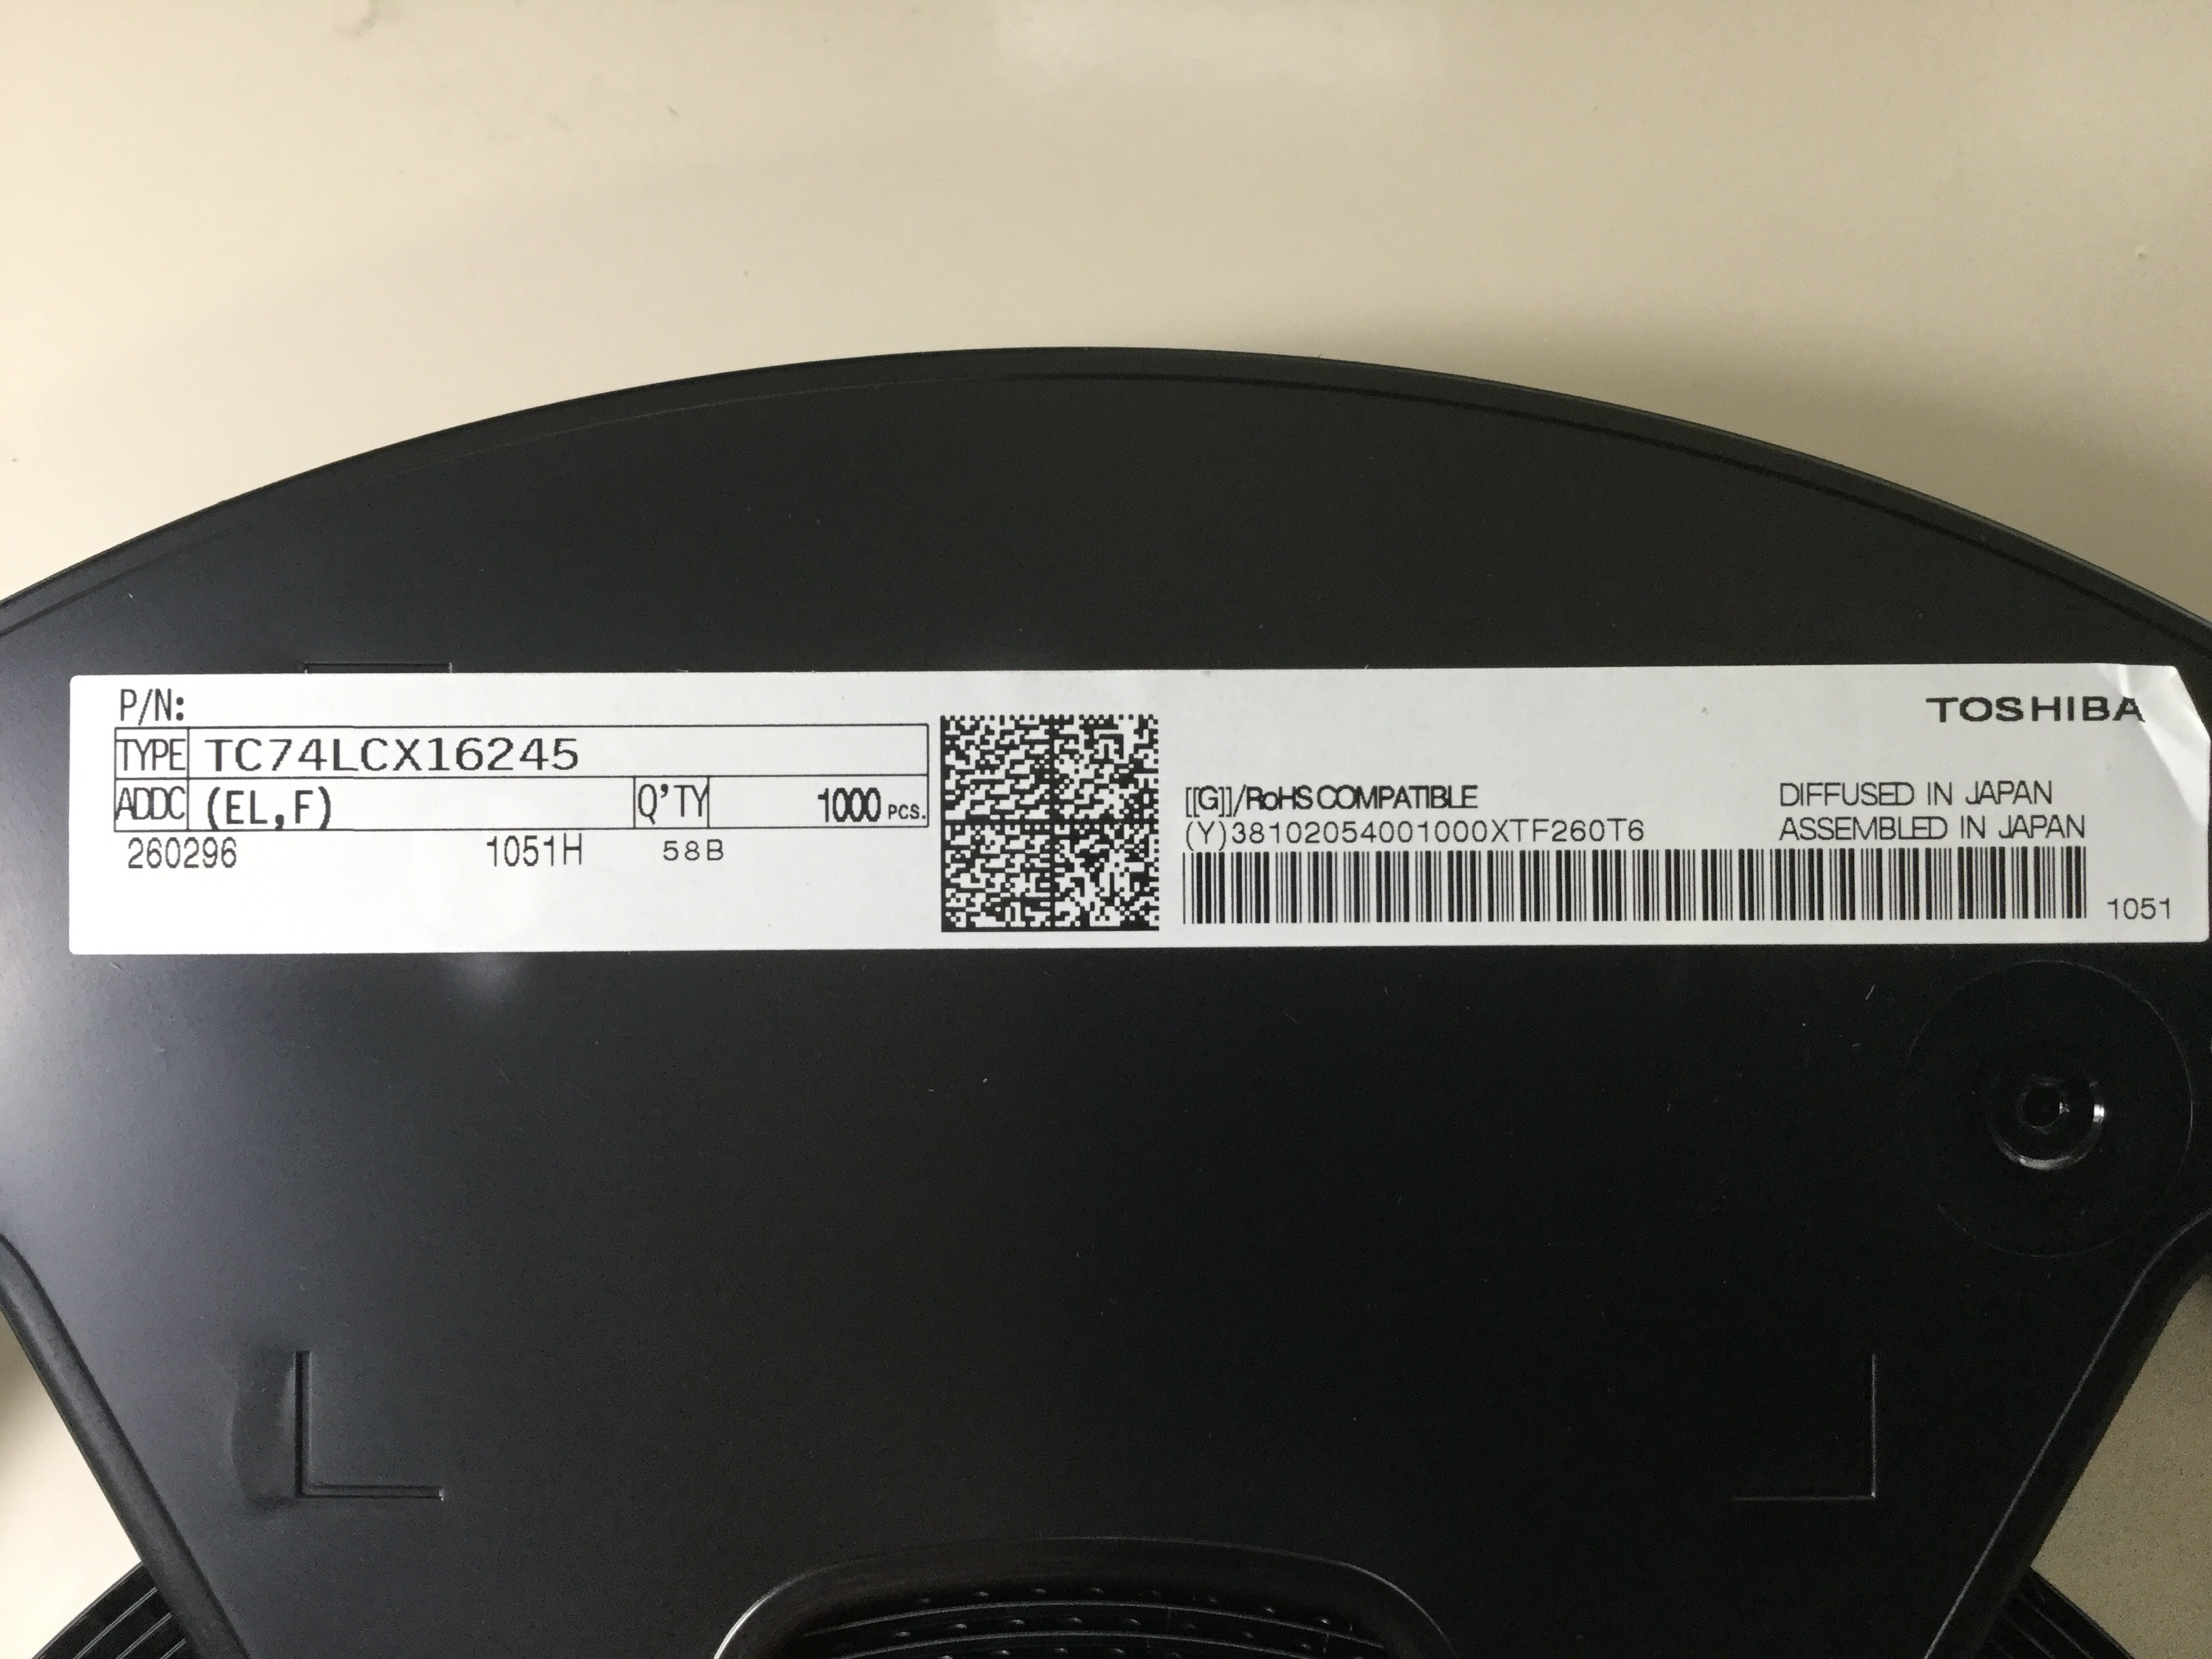 P/N:
TYPE TC74LCX16245
ADDC (EL,F) Q'TY 1000 PCS.
260296 1051H 58B
TOSHIBA
[[G]]/RoHS COMPATIBLE
(Y)38102054001000XTF260T6
DIFFUSED IN JAPAN
ASSEMBLED IN JAPAN
1051